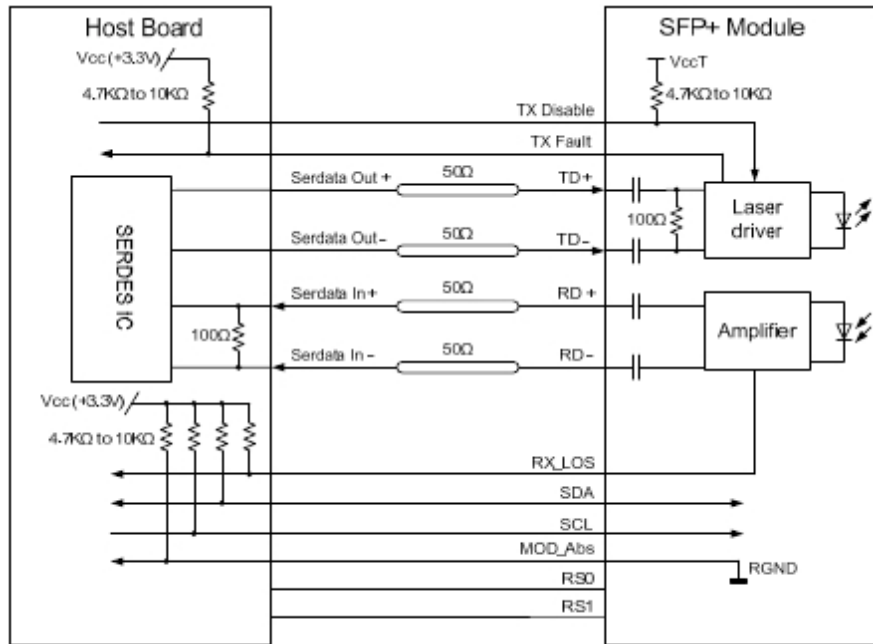 Host Board
SFP+ Module
Vcc(+3.3V)
VccT
4.7KΩ to 10KΩ
4.7KΩ to 10KΩ
TX Disable
TX Fault
Serdata Out +
50Ω
TD+
Laser driver
100Ω
Serdata Out-
50Ω
TD-
SERDES IC
Serdata In+
50Ω
RD +
Amplifier
100Ω
Serdata In -
50Ω
RD-
Vcc(+3.3V)
4.7KΩ to 10KΩ
RX_LOS
SDA
SCL
MOD_Abs
RGND
RS0
RS1